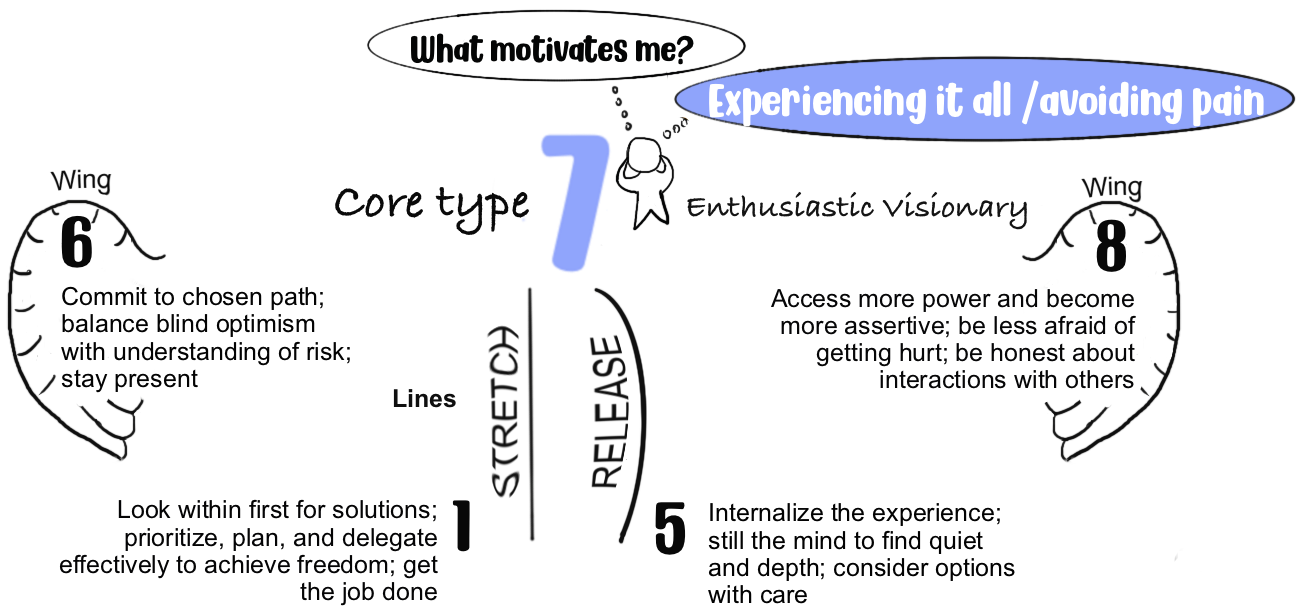 What motivates me?
Experiencing it all /avoiding pain
Core type 7 Enthusiastic Visionary
Wing
6
Commit to chosen path;
balance blind optimism
with understanding of risk;
stay present
Wing
8
Access more power and become
more assertive; be less afraid of
getting hurt; be honest about
interactions with others
Lines
STRETCH
RELEASE
Look within first for solutions;
prioritize, plan, and delegate
effectively to achieve freedom; get
the job done
1
5
Internalize the experience;
still the mind to find quiet
and depth; consider options
with care